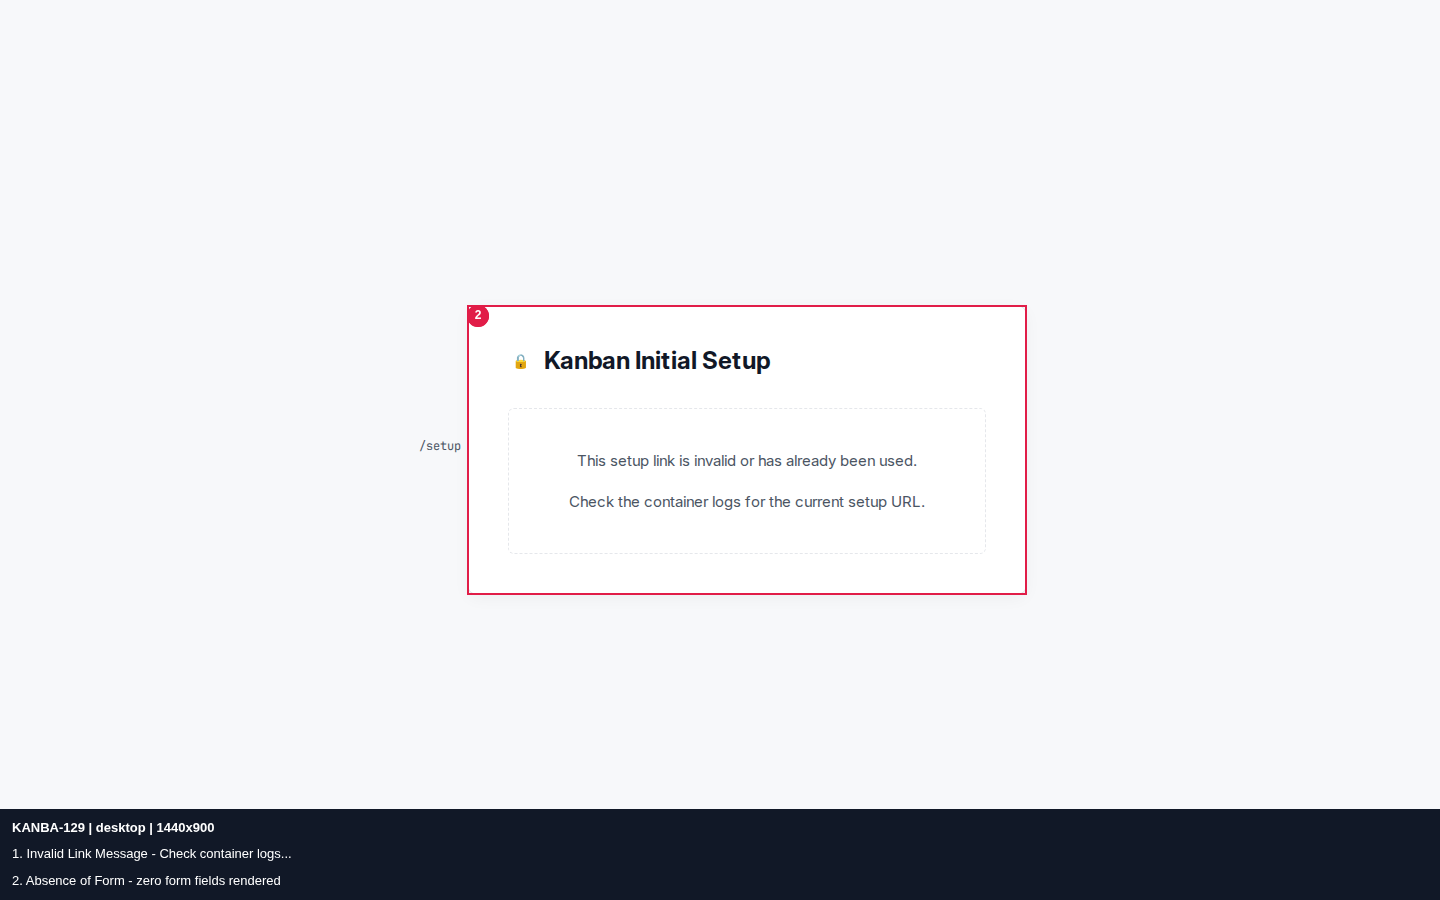 2
🔒 Kanban Initial Setup
/setup
This setup link is invalid or has already been used.
Check the container logs for the current setup URL.
KANBA-129 | desktop | 1440x900
1. Invalid Link Message - Check container logs...
2. Absence of Form - zero form fields rendered